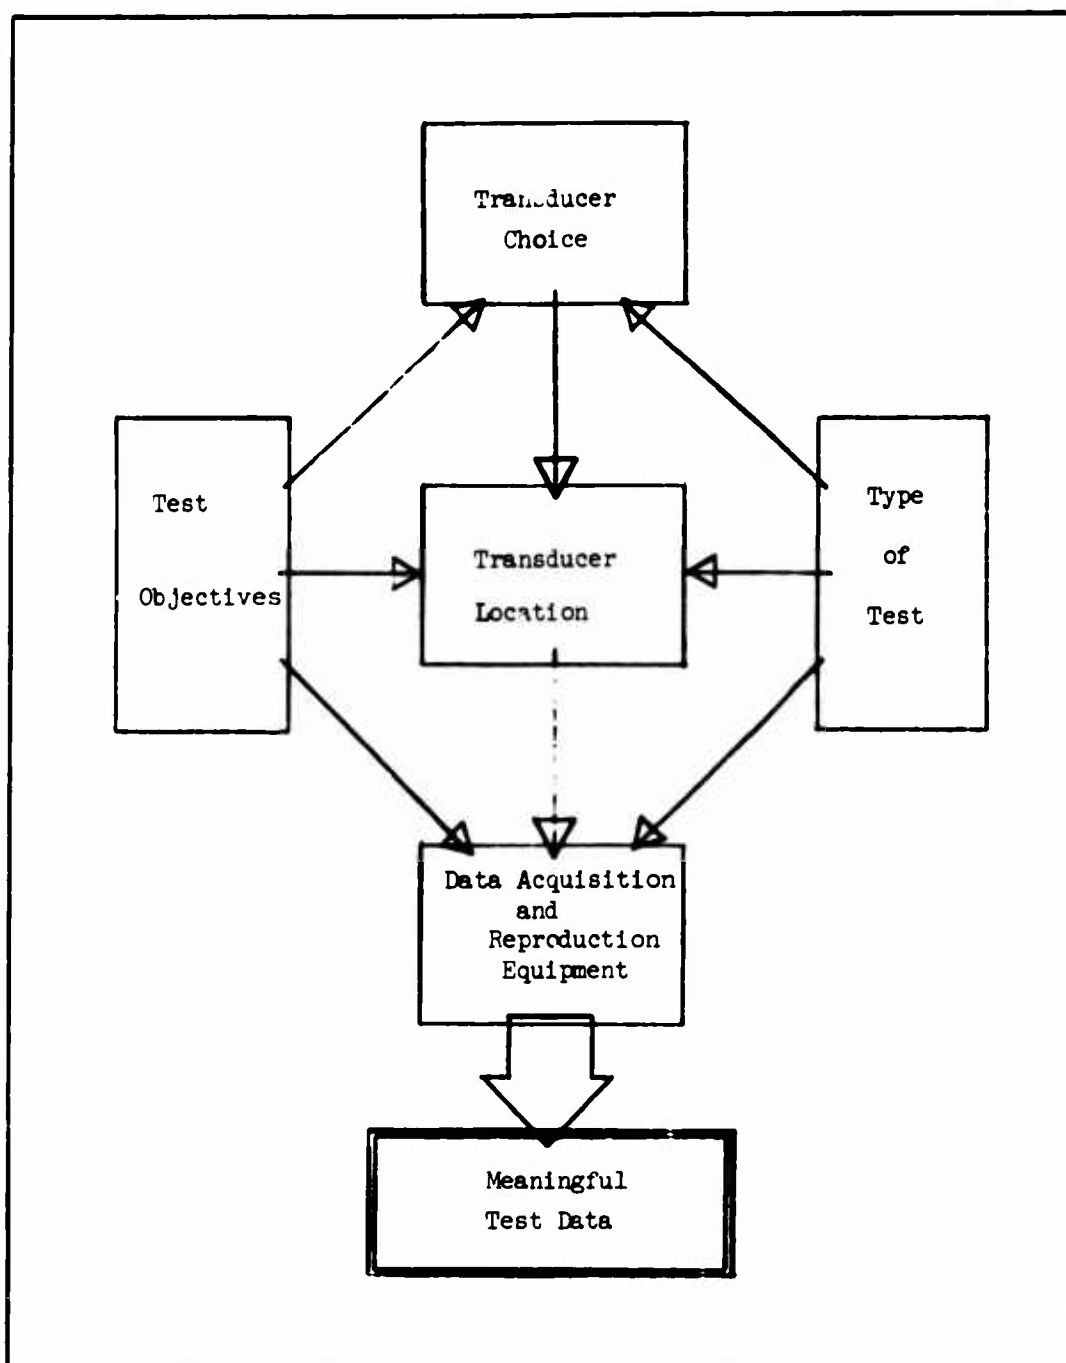 Transducer
Choice
Test
Objectives
Transducer
Location
Type
of
Test
Data Acquisition
and
Reproduction
Equipment
Meaningful
Test Data